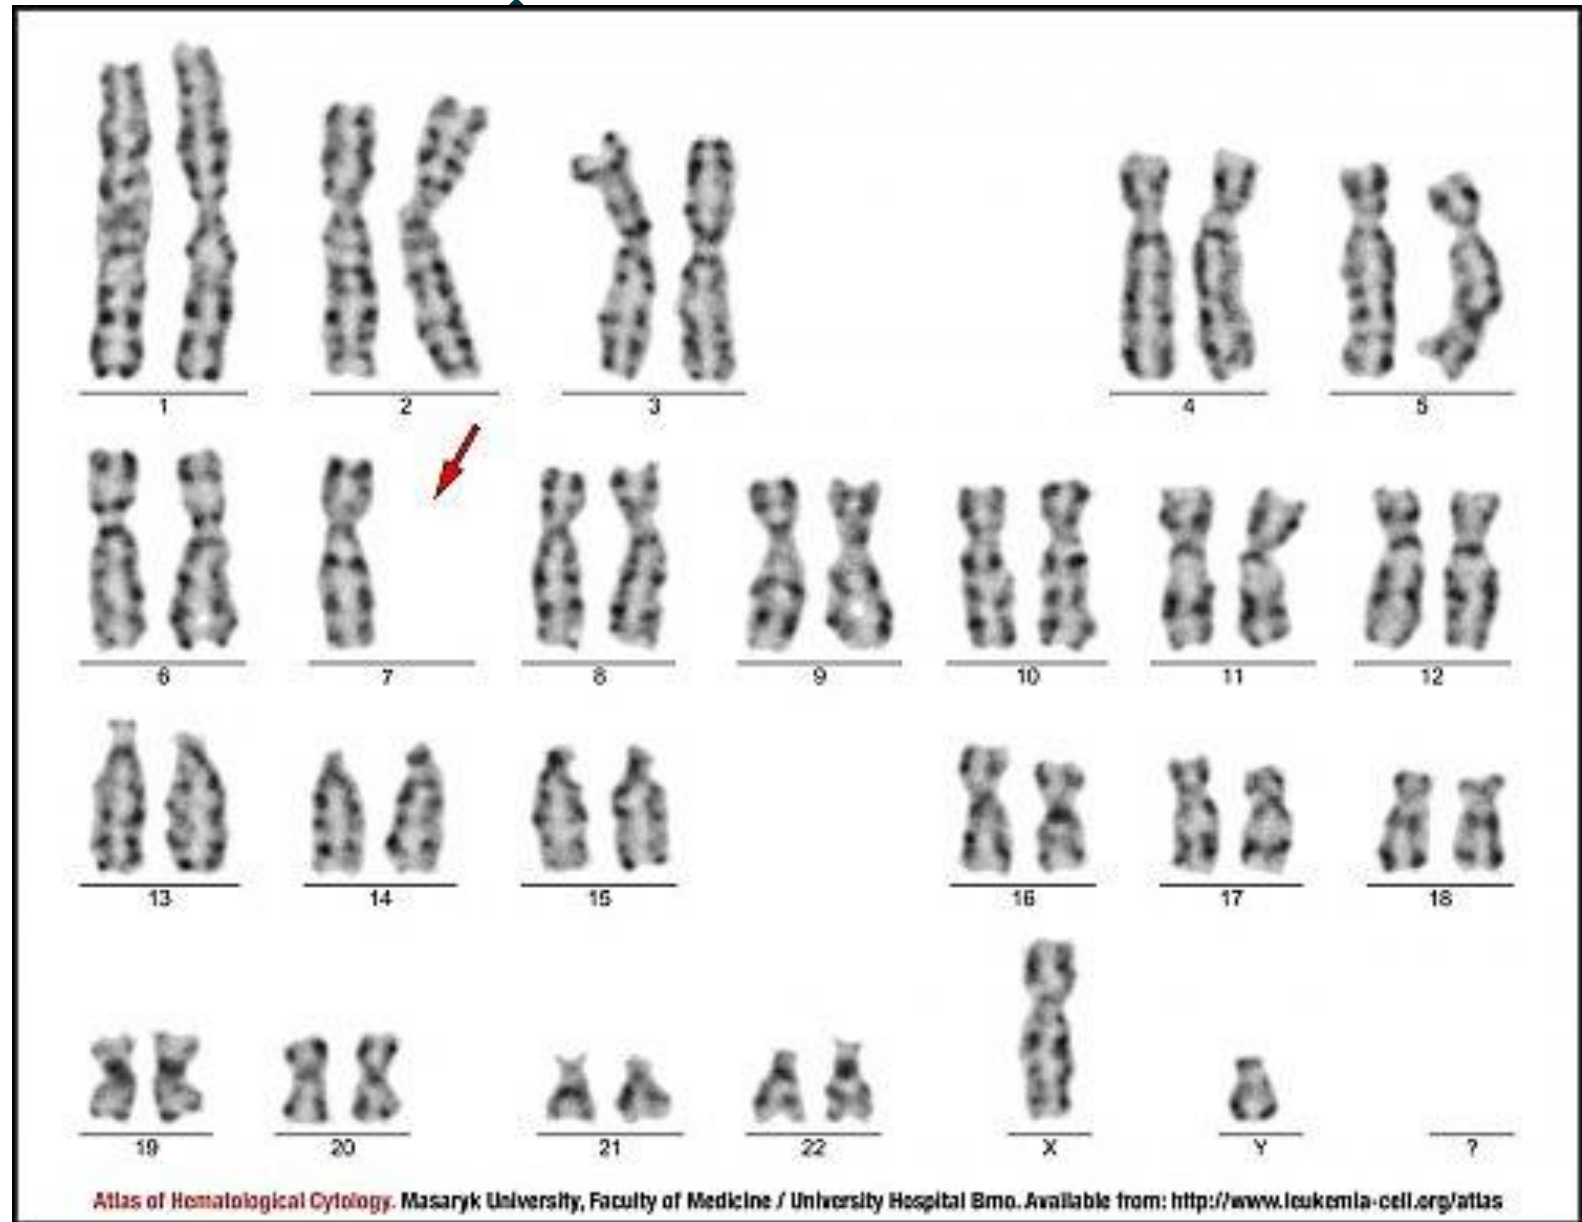 1 2 3 4 5
6 7 8 9 10 11 12
13 14 15 16 17 18
19 20 21 22 X Y ?
Atlas of Hematological Cytology. Masaryk University, Faculty of Medicine / University Hospital Brno. Available from: http://www.leukemia-cell.org/atlas